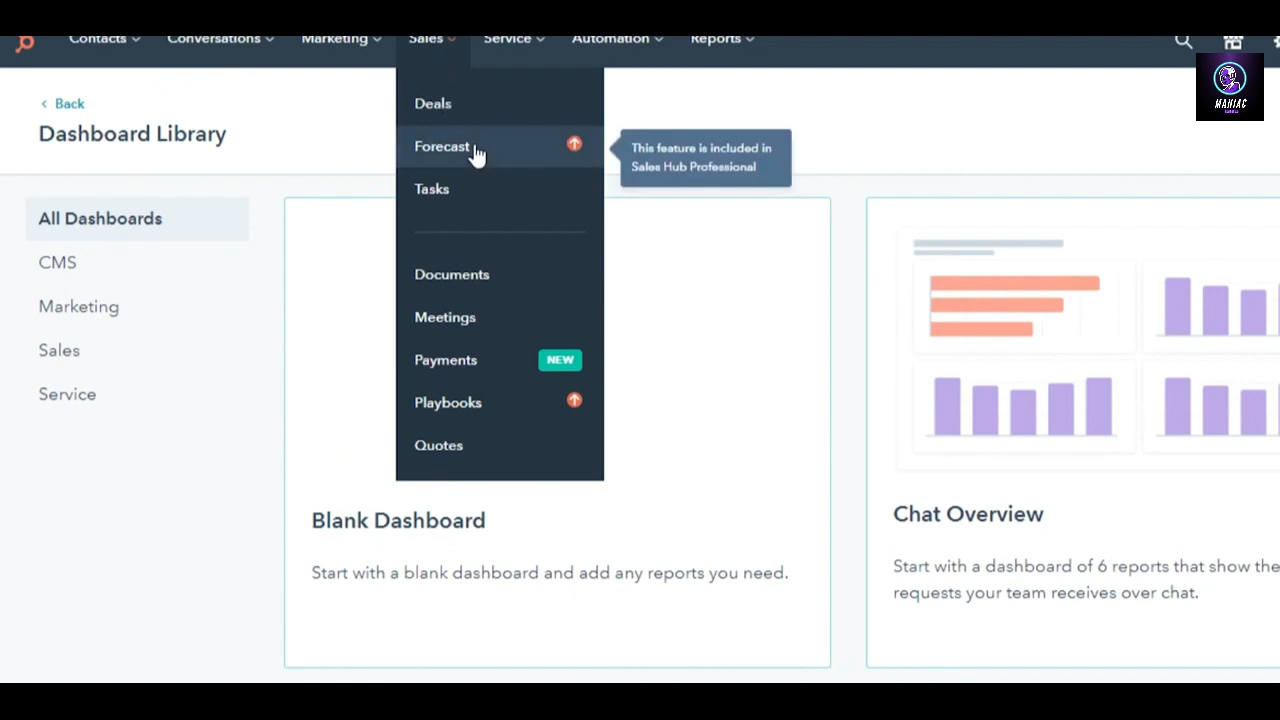 Contacts Conversations Marketing Sales Service Automation Reports
MANIAC
Back
Dashboard Library
Deals
Forecast
This feature is included in
Sales Hub Professional
Tasks
Documents
Meetings
Payments NEW
Playbooks
Quotes
All Dashboards
CMS
Marketing
Sales
Service
Blank Dashboard
Start with a blank dashboard and add any reports you need.
Chat Overview
Start with a dashboard of 6 reports that show the
requests your team receives over chat.